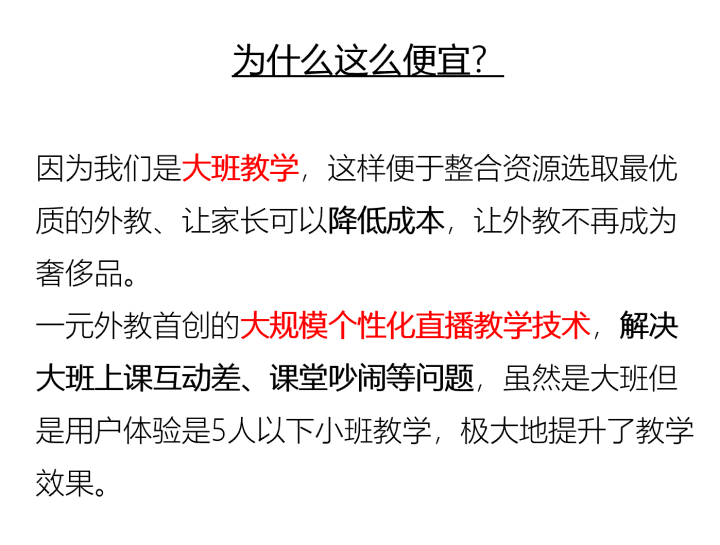 为什么这么便宜？
因为我们是大班教学，这样便于整合资源选取最优
质的外教、让家长可以降低成本，让外教不再成为
奢侈品。
一元外教首创的大规模个性化直播教学技术，解决
大班上课互动差、课堂吵闹等问题，虽然是大班但
是用户体验是5人以下小班教学，极大地提升了教学
效果。